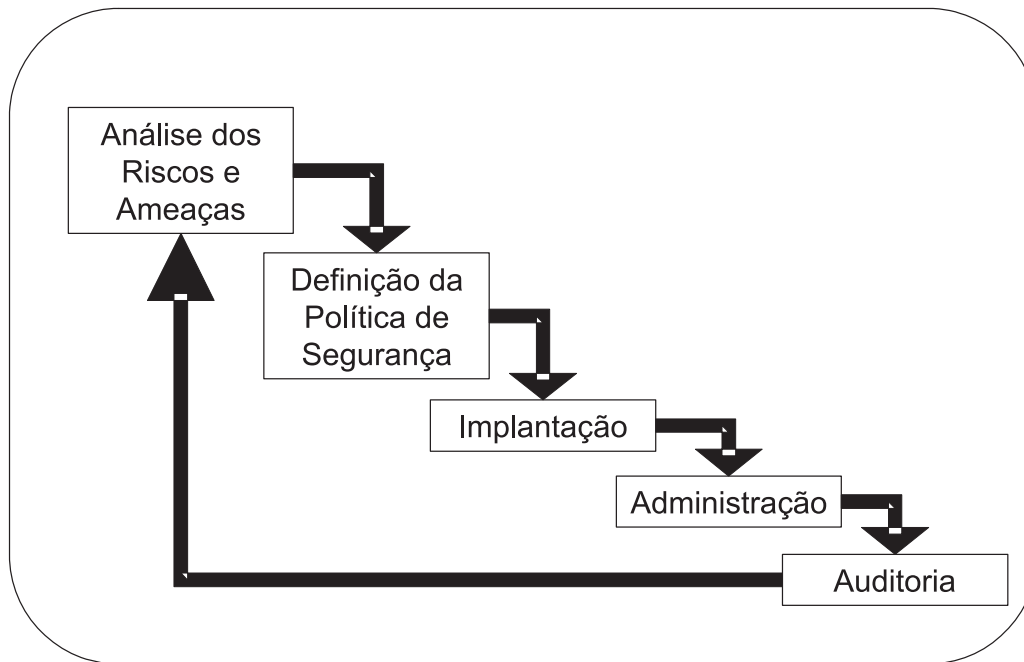 Análise dos
Riscos e
Ameaças
Definição da
Política de
Segurança
Implantação
Administração
Auditoria